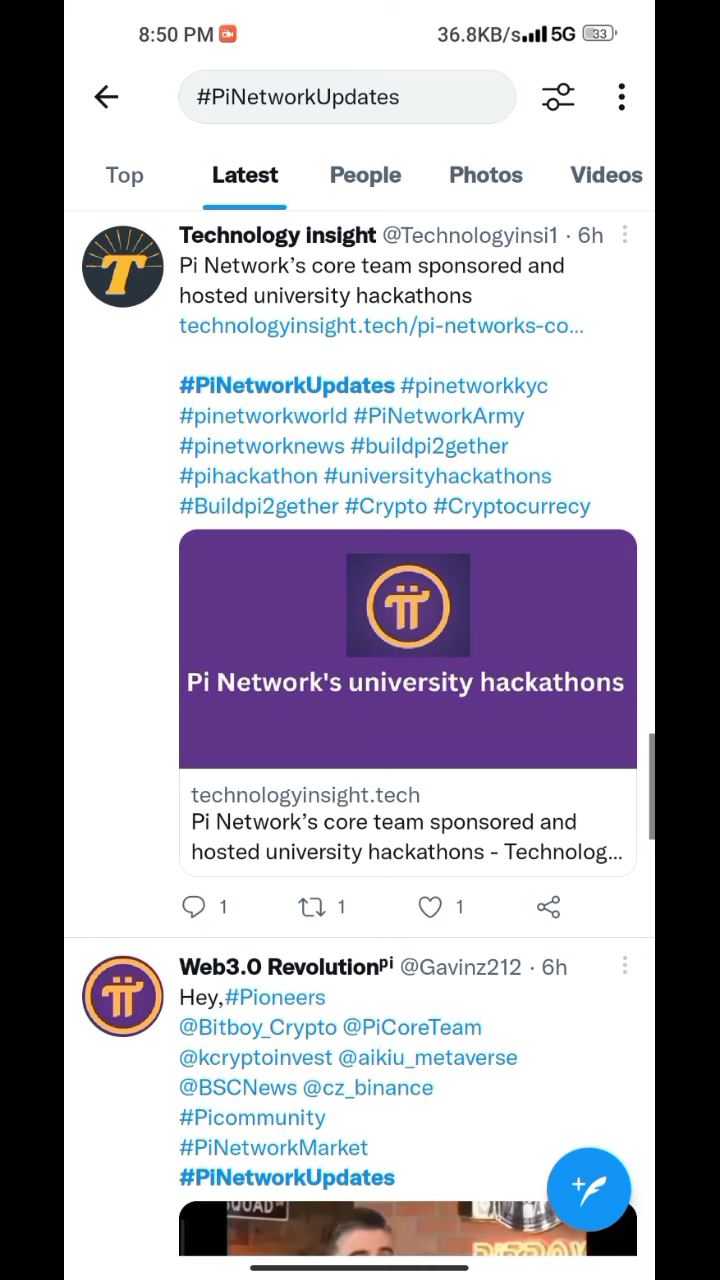 8:50 PM
36.8KB/s 5G 33
#PiNetworkUpdates
Top Latest People Photos Videos
Technology insight @Technologyinsi1 · 6h
Pi Network's core team sponsored and
hosted university hackathons
technologyinsight.tech/pi-networks-co...
#PiNetworkUpdates #pinetworkkyc
#pinetworkworld #PiNetworkArmy
#pinetworknews #buildpi2gether
#pihackathon #universityhackathons
#Buildpi2gether #Crypto #Cryptocurrecy
Pi Network's university hackathons
technologyinsight.tech
Pi Network's core team sponsored and
hosted university hackathons - Technolog...
1 1 1
Web3.0 Revolutionᵖⁱ @Gavinz212 · 6h
Hey,#Pioneers
@Bitboy_Crypto @PiCoreTeam
@kcryptoinvest @aikiu_metaverse
@BSCNews @cz_binance
#Picommunity
#PiNetworkMarket
#PiNetworkUpdates